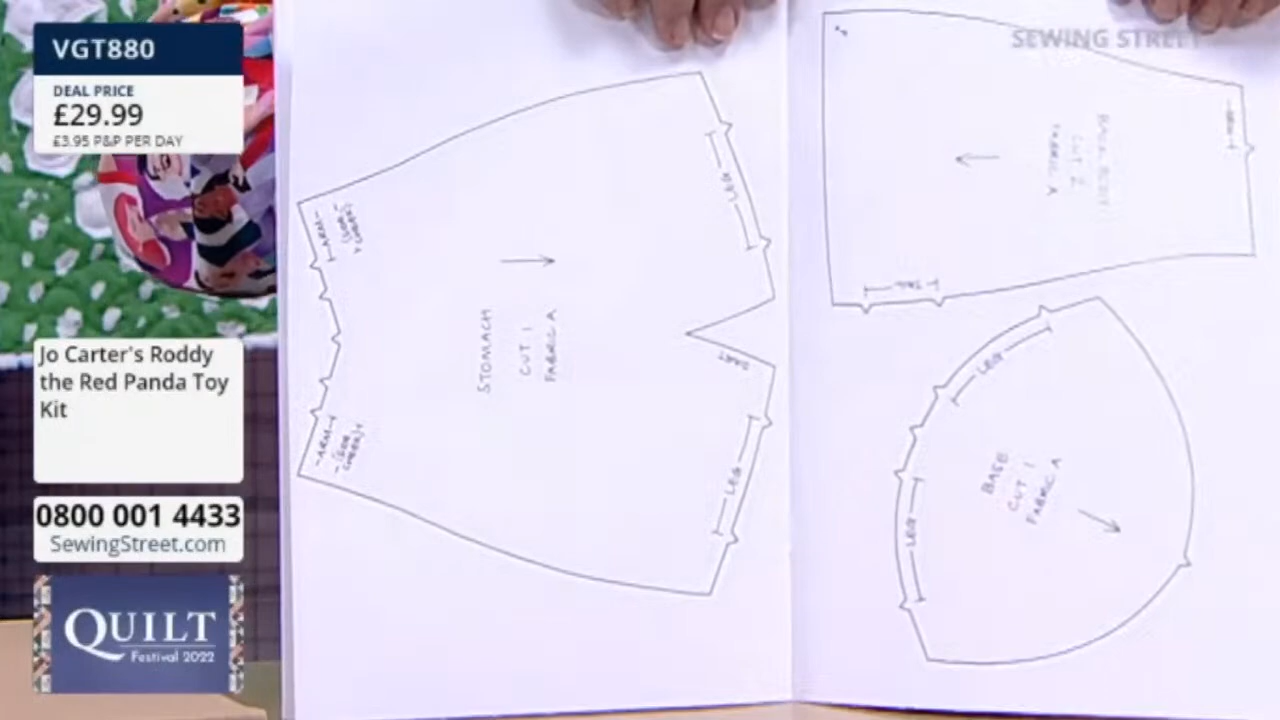 VGT880
DEAL PRICE
£29.99
£3.95 P&P PER DAY
Jo Carter's Roddy
the Red Panda Toy
Kit
0800 001 4433
SewingStreet.com
QUILT
Festival 2022
SEWING STREET
ARM
LEG
STOMACH
CUT 1
FABRIC A
DART
ARM
LEG
CUT 2
FABRIC A
LEG
BASE
CUT 1
FABRIC A
LEG